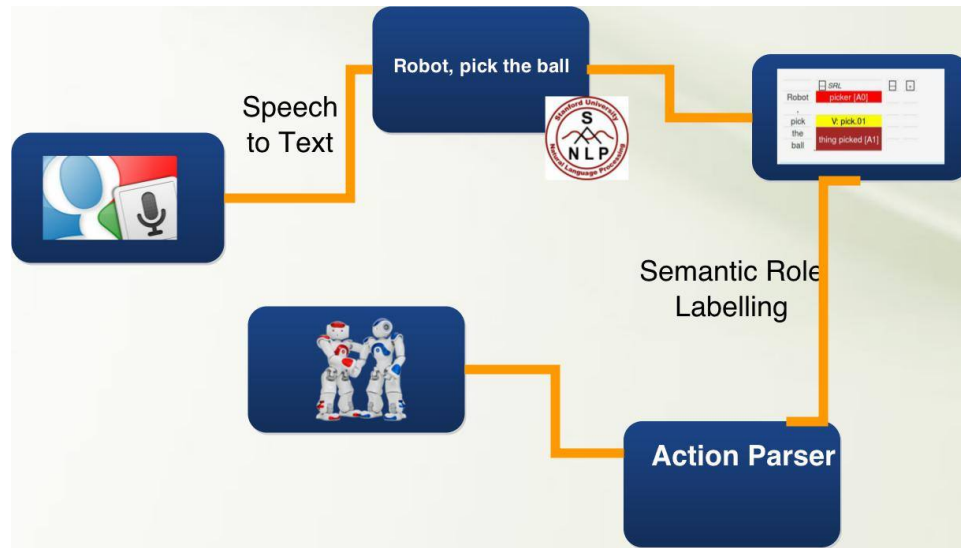 Robot, pick the ball
Speech
to Text
Stanford University
S
NLP
Natural Language Processing
SRL
Robot picker [A0]
,
pick V: pick.01
the
ball
thing picked [A1]
Semantic Role
Labelling
Action Parser